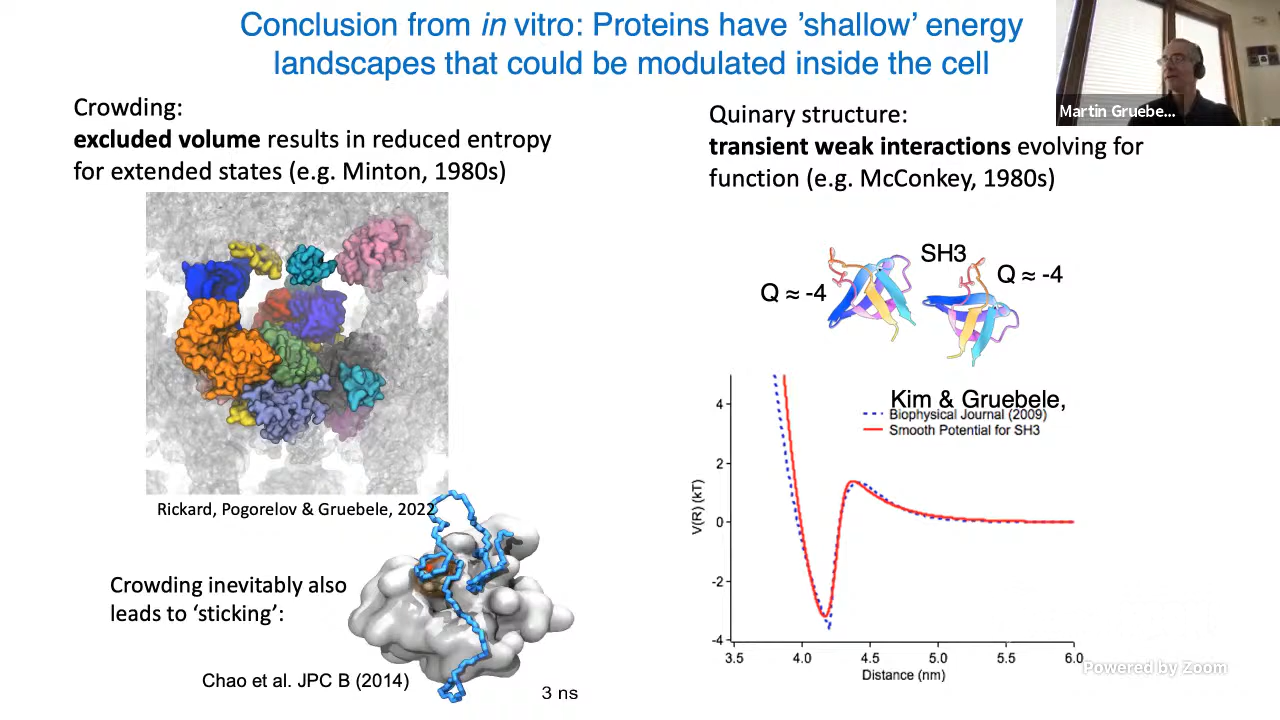 Conclusion from in vitro: Proteins have ’shallow’ energy
landscapes that could be modulated inside the cell
Martin Gruebe...
Crowding:
excluded volume results in reduced entropy
for extended states (e.g. Minton, 1980s)
Rickard, Pogorelov & Gruebele, 2022
Crowding inevitably also
leads to ‘sticking’:
Chao et al. JPC B (2014)
3 ns
Quinary structure:
transient weak interactions evolving for
function (e.g. McConkey, 1980s)
SH3
Q ≈ -4
Q ≈ -4
Kim & Gruebele,
Biophysical Journal (2009)
Smooth Potential for SH3
V(R) (kT)
4
2
0
-2
-4
3.5 4.0 4.5 5.0 5.5 6.0
Distance (nm)
Powered by Zoom